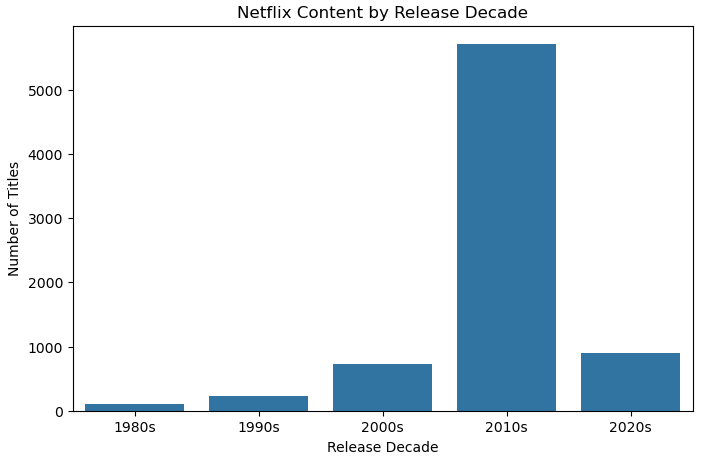 Netflix Content by Release Decade
Number of Titles
5000
4000
3000
2000
1000
0
1980s 1990s 2000s 2010s 2020s
Release Decade